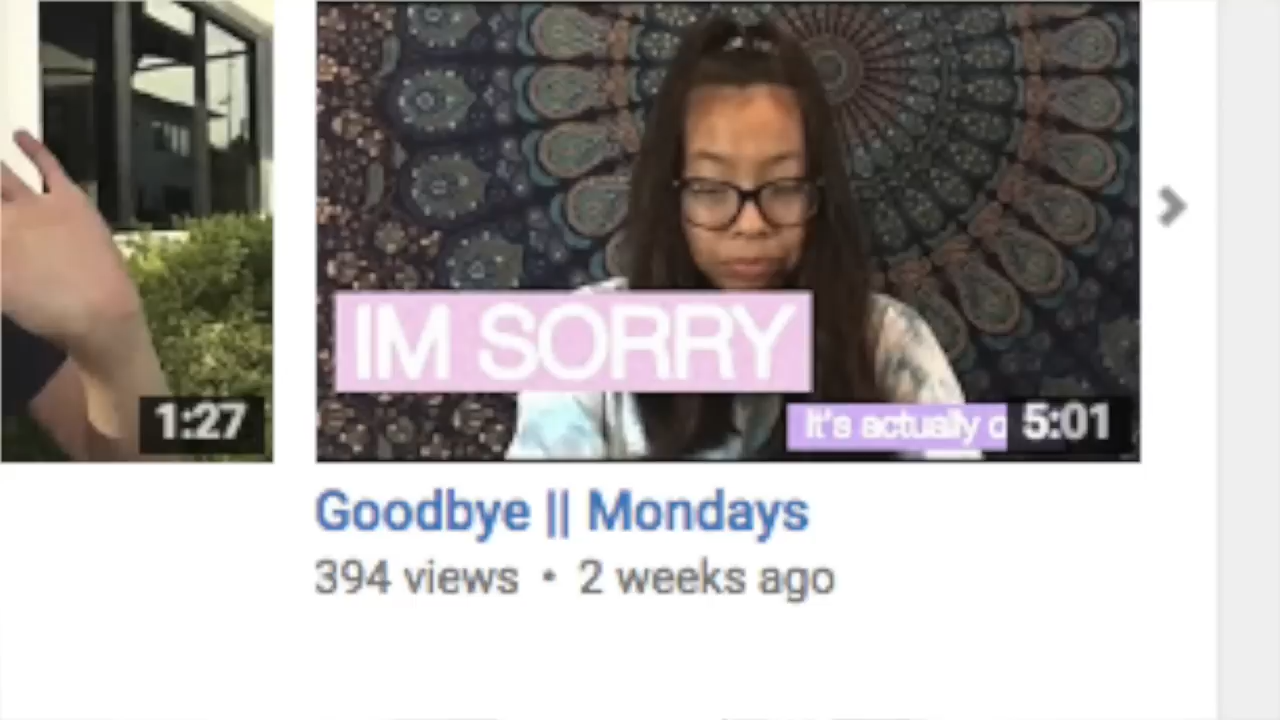 1:27
IM SORRY
It's actually
5:01
Goodbye || Mondays
394 views • 2 weeks ago